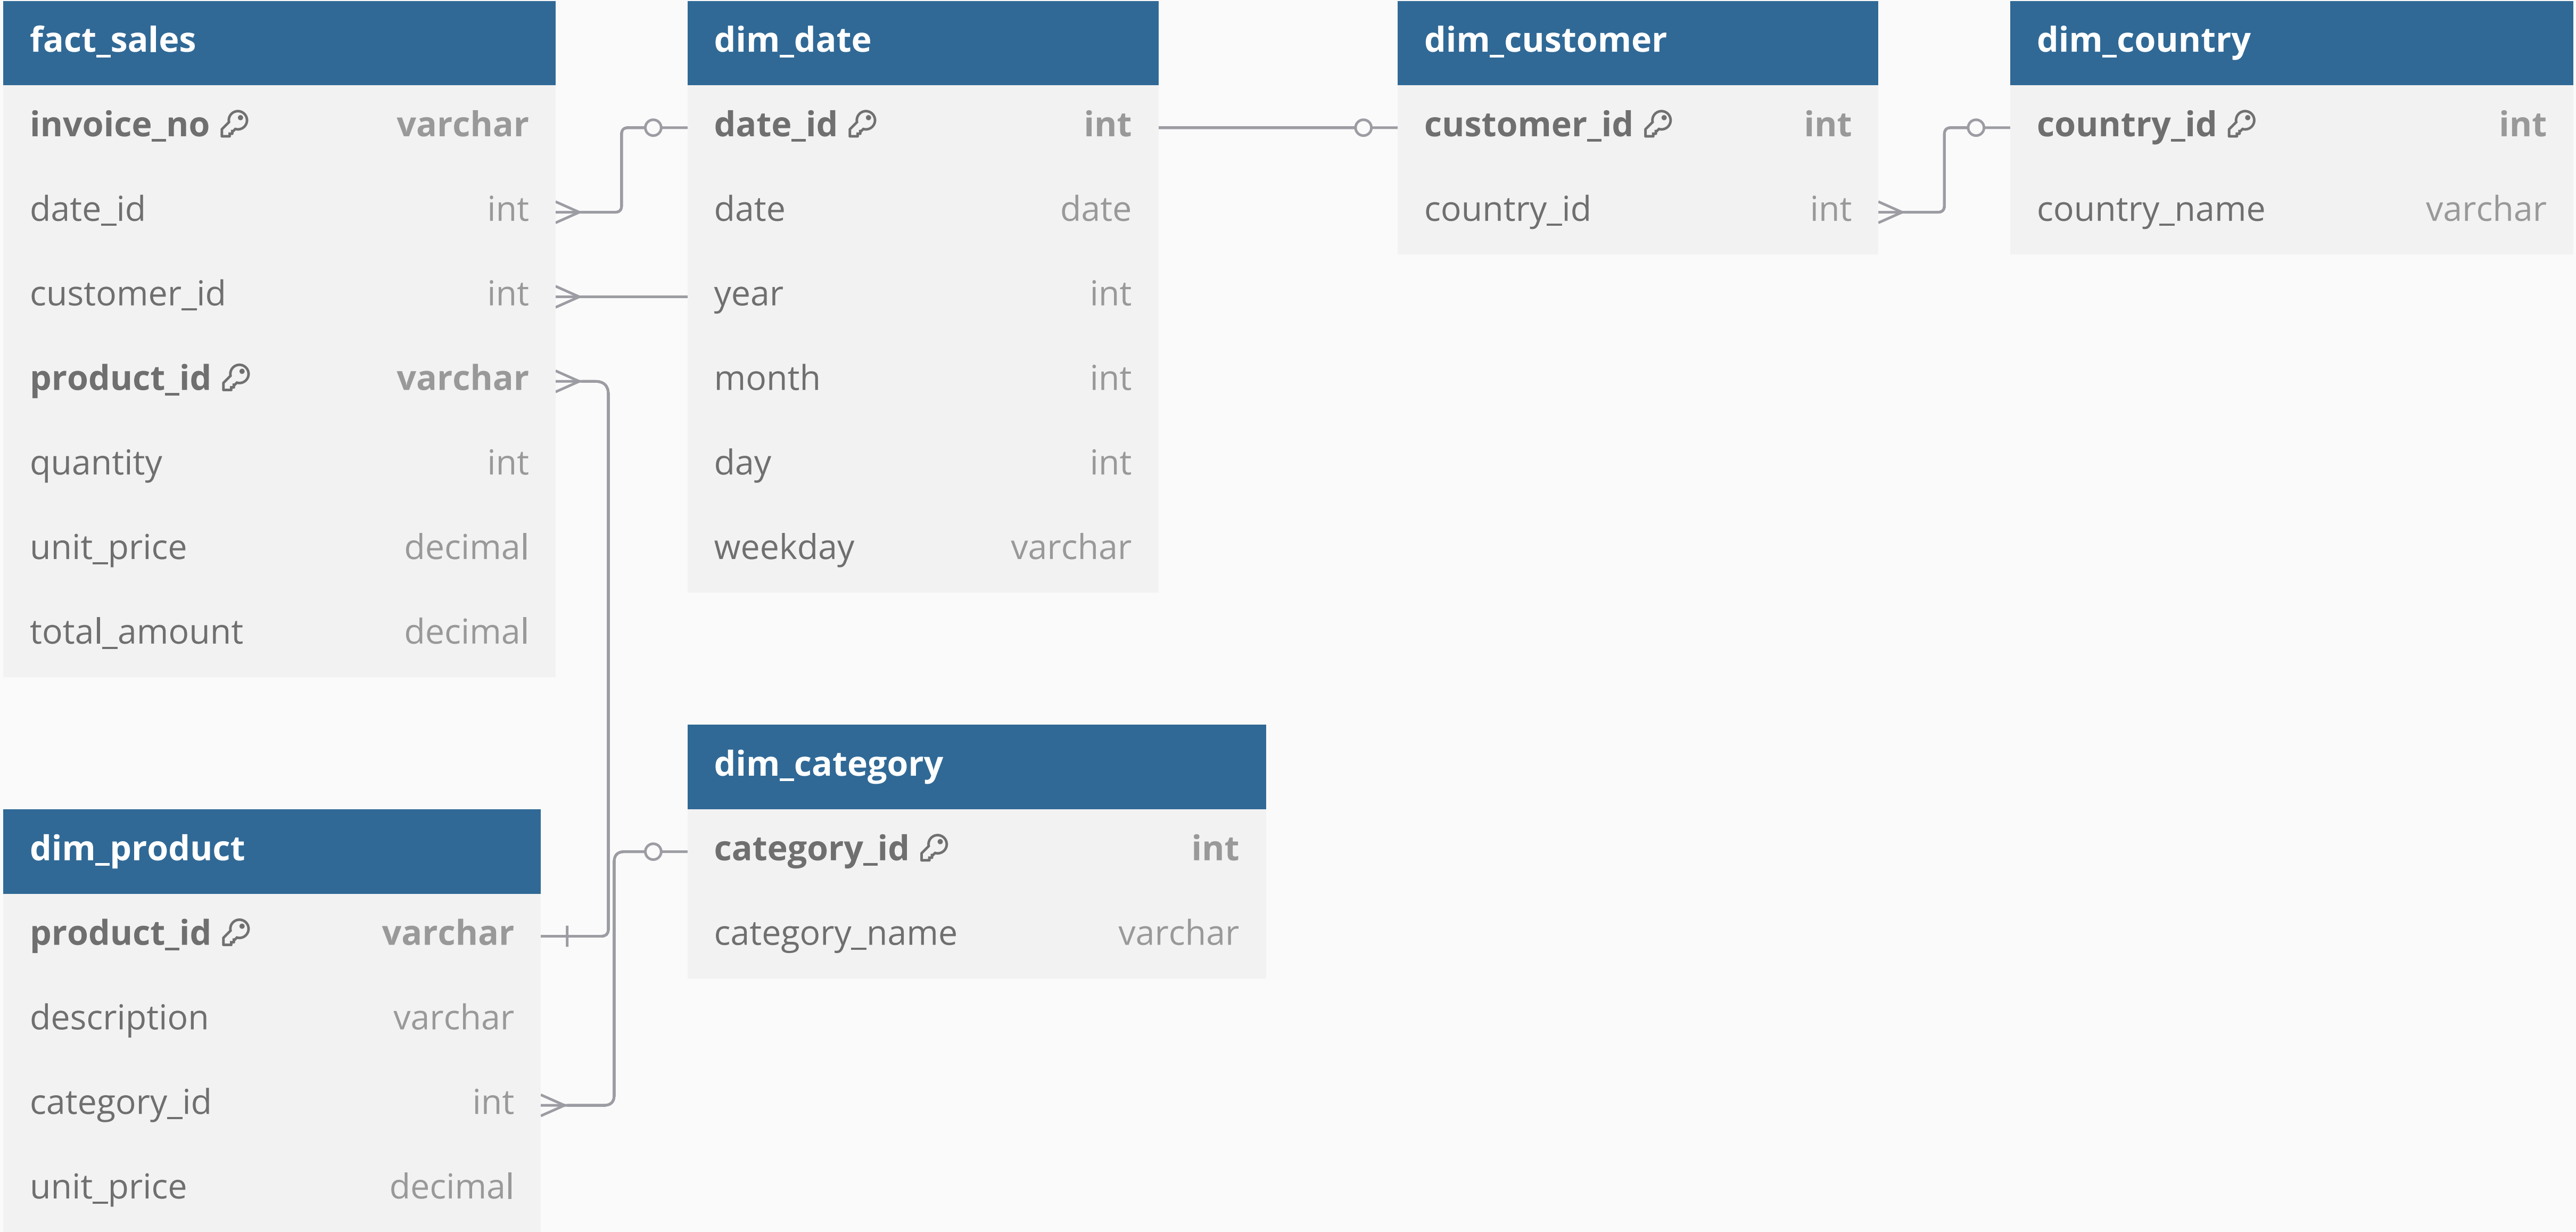 fact_sales
invoice_no varchar
date_id int
customer_id int
product_id varchar
quantity int
unit_price decimal
total_amount decimal
dim_date
date_id int
date date
year int
month int
day int
weekday varchar
dim_customer
customer_id int
country_id int
dim_country
country_id int
country_name varchar
dim_product
product_id varchar
description varchar
category_id int
unit_price decimal
dim_category
category_id int
category_name varchar